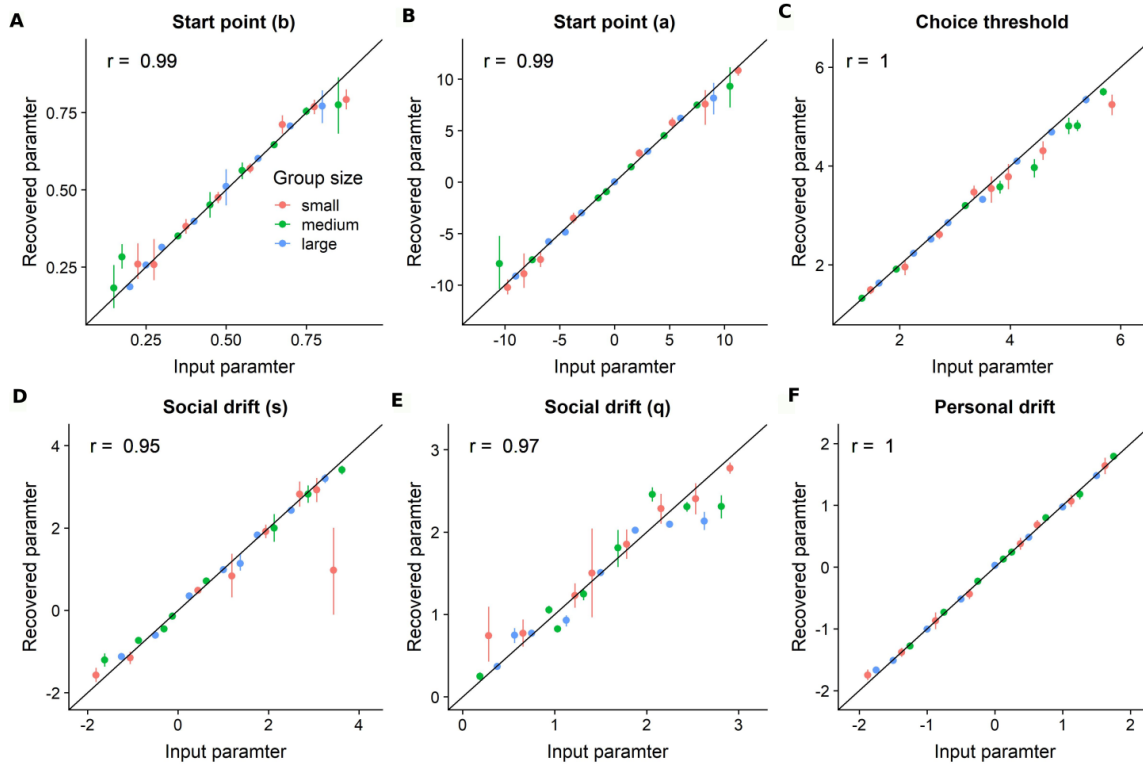 A
Start point (b)
r = 0.99
0.75
0.50
0.25
0.25 0.50 0.75
Recovered paramter
Input paramter
Group size
small
medium
large
B
Start point (a)
r = 0.99
10
5
0
-5
-10
-10 -5 0 5 10
Recovered paramter
Input paramter
C
Choice threshold
r = 1
6
4
2
2 4 6
Recovered paramter
Input paramter
D
Social drift (s)
r = 0.95
4
2
0
-2
-2 0 2 4
Recovered paramter
Input paramter
E
Social drift (q)
r = 0.97
3
2
1
0
0 1 2 3
Recovered paramter
Input paramter
F
Personal drift
r = 1
2
1
0
-1
-2
-2 -1 0 1 2
Recovered paramter
Input paramter